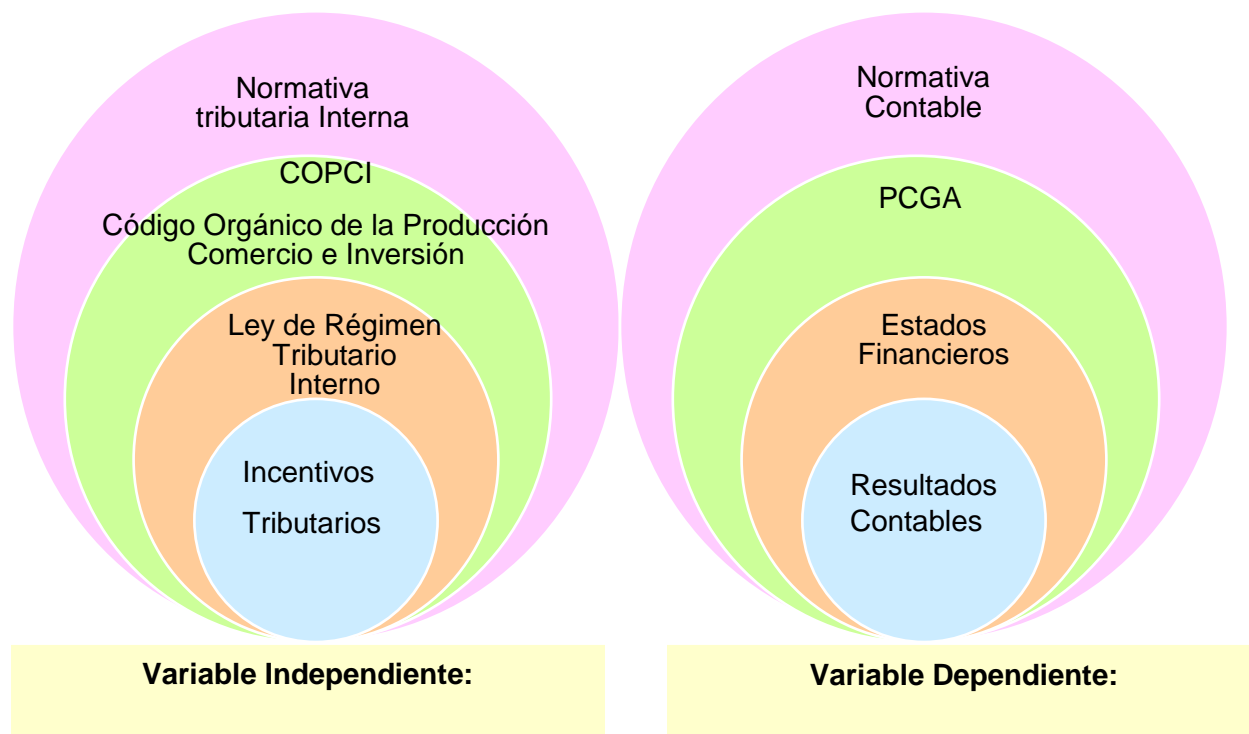 Normativa
tributaria Interna
COPCI
Código Orgánico de la Producción
Comercio e Inversión
Ley de Régimen
Tributario
Interno
Incentivos
Tributarios
Variable Independiente:
Normativa
Contable
PCGA
Estados
Financieros
Resultados
Contables
Variable Dependiente: